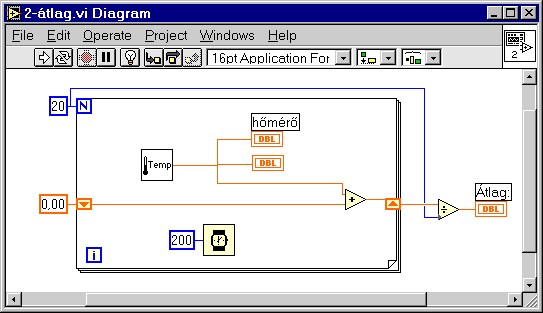 2-átlag.vi Diagram
File Edit Operate Project Windows Help
16pt Application For
2
20 N
hőmérő
DBL
Temp
DBL
Átlag:
0,00
+
÷
DBL
200
i